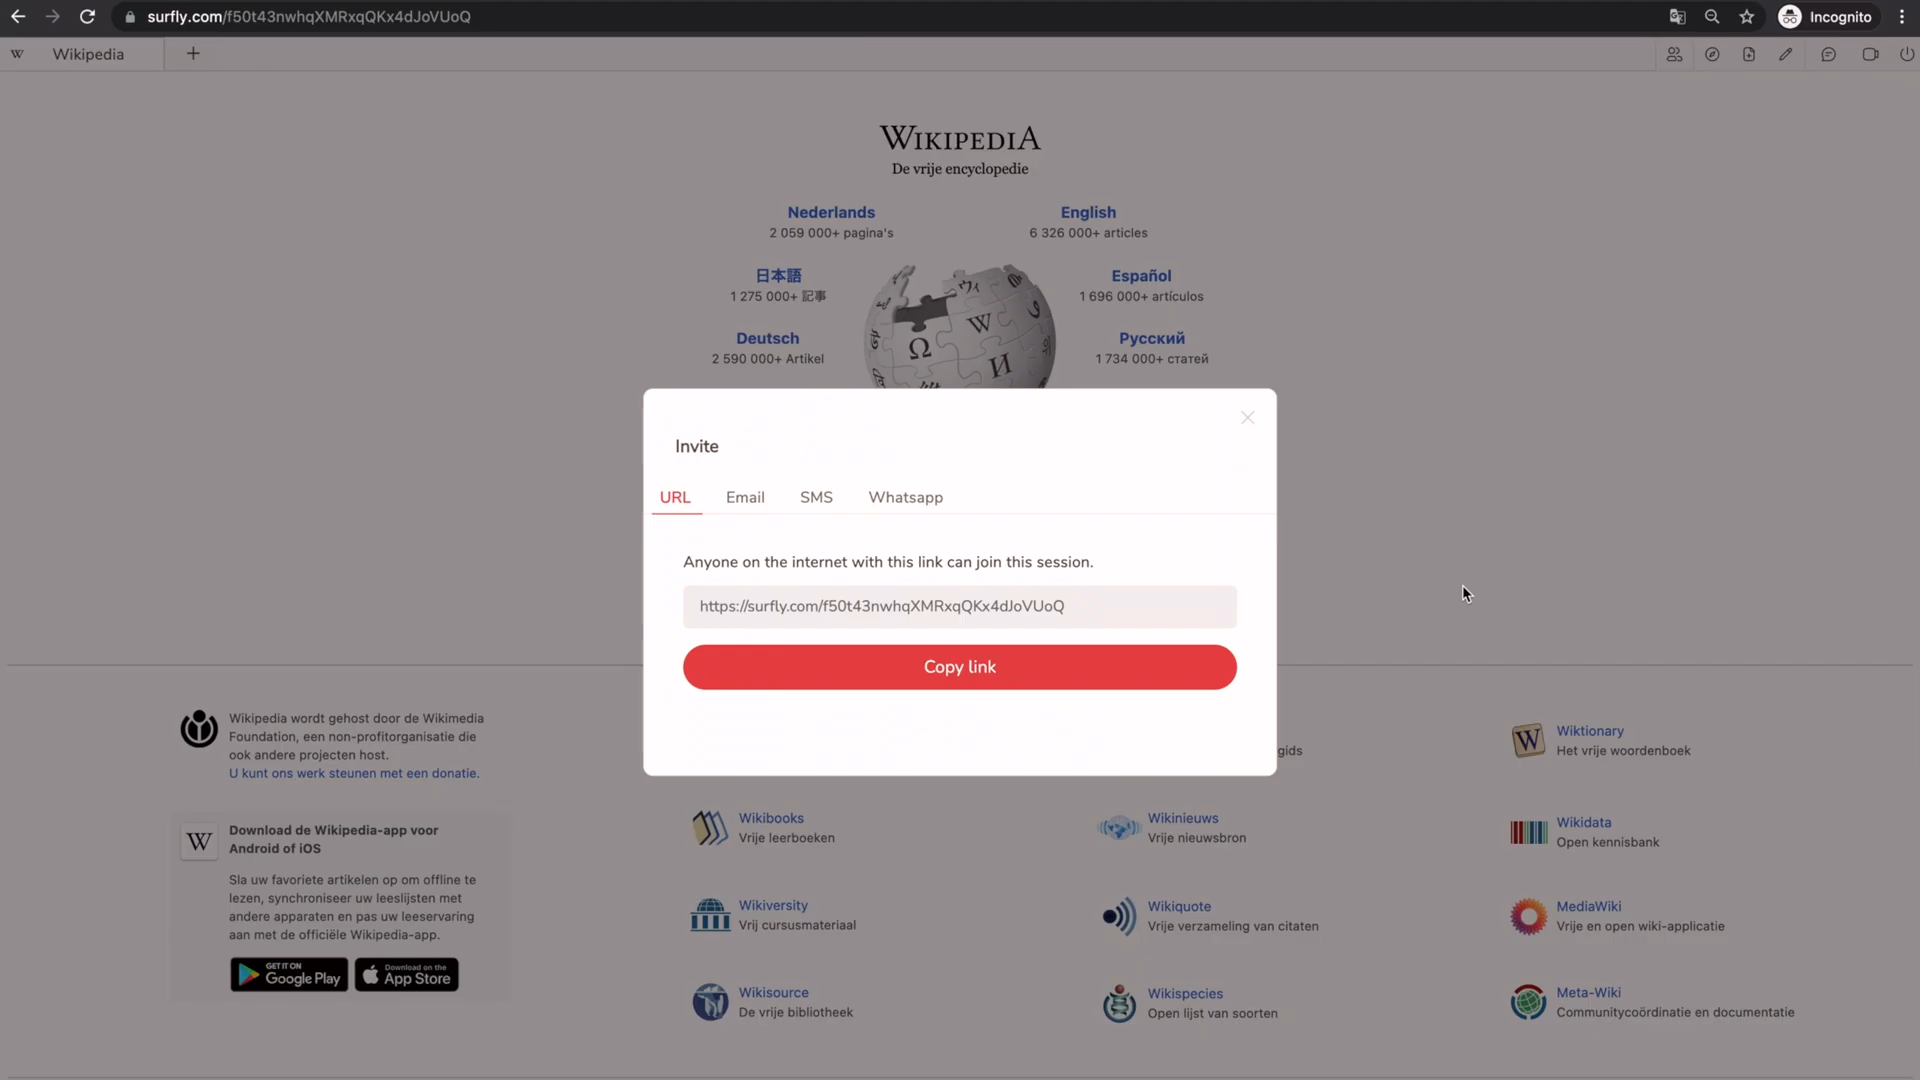 surfly.com/f50t43nwhqXMRxqQKx4dJoVUoQ
Incognito
W
Wikipedia
WIKIPEDIA
De vrije encyclopedie
Nederlands
2 059 000+ pagina's
English
6 326 000+ articles
日本語
1 275 000+ 記事
Español
1 696 000+ artículos
Deutsch
2 590 000+ Artikel
Русский
1 734 000+ статей
Ω
W
И
Invite
URL
Email
SMS
Whatsapp
Anyone on the internet with this link can join this session.
https://surfly.com/f50t43nwhqXMRxqQKx4dJoVUoQ
Copy link
Wikipedia wordt gehost door de Wikimedia
Foundation, een non-profitorganisatie die
ook andere projecten host.
U kunt ons werk steunen met een donatie.
gids
W
Wiktionary
Het vrije woordenboek
W
Download de Wikipedia-app voor
Android of iOS
Sla uw favoriete artikelen op om offline te
lezen, synchroniseer uw leeslijsten met
andere apparaten en pas uw leeservaring
aan met de officiële Wikipedia-app.
GET IT ON
Google Play
Download on the
App Store
Wikibooks
Vrije leerboeken
Wikinieuws
Vrije nieuwsbron
Wikidata
Open kennisbank
Wikiversity
Vrij cursusmateriaal
Wikiquote
Vrije verzameling van citaten
MediaWiki
Vrije en open wiki-applicatie
Wikisource
De vrije bibliotheek
Wikispecies
Open lijst van soorten
Meta-Wiki
Communitycoördinatie en documentatie